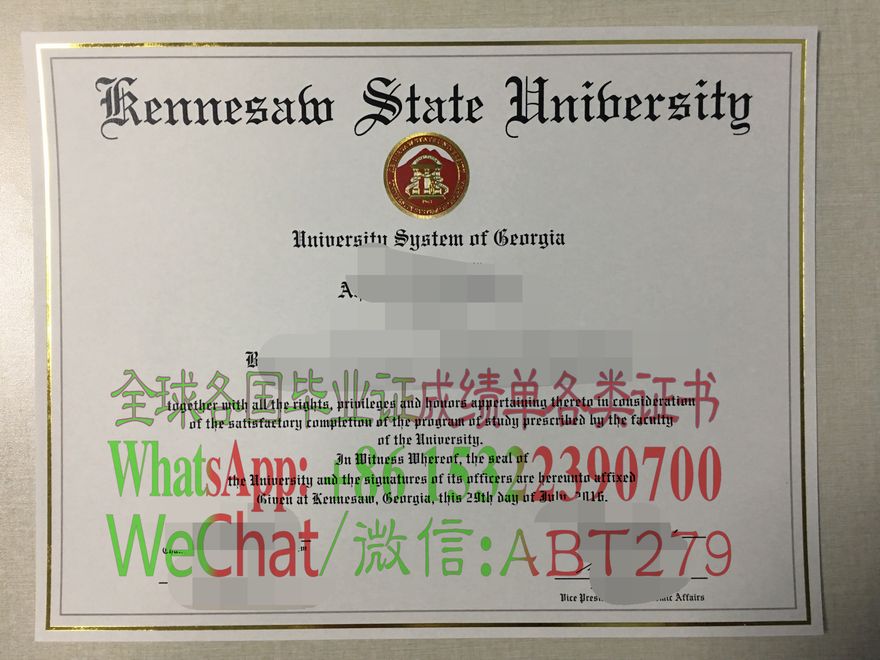 Kennesaw State University
University System of Georgia
全球各国毕业证成绩单各类证书
together with all the rights, privileges and honors appertaining thereto in consideration
of the satisfactory completion of the program of study prescribed by the faculty
of the University.
In Witness Whereof, the seal of
WhatsApp: +86 15322390700
the University and the signatures of its officers are hereunto affixed
Given at Kennesaw, Georgia, this 29th day of July, 2016.
WeChat/微信:ABT279
Vice Affairs